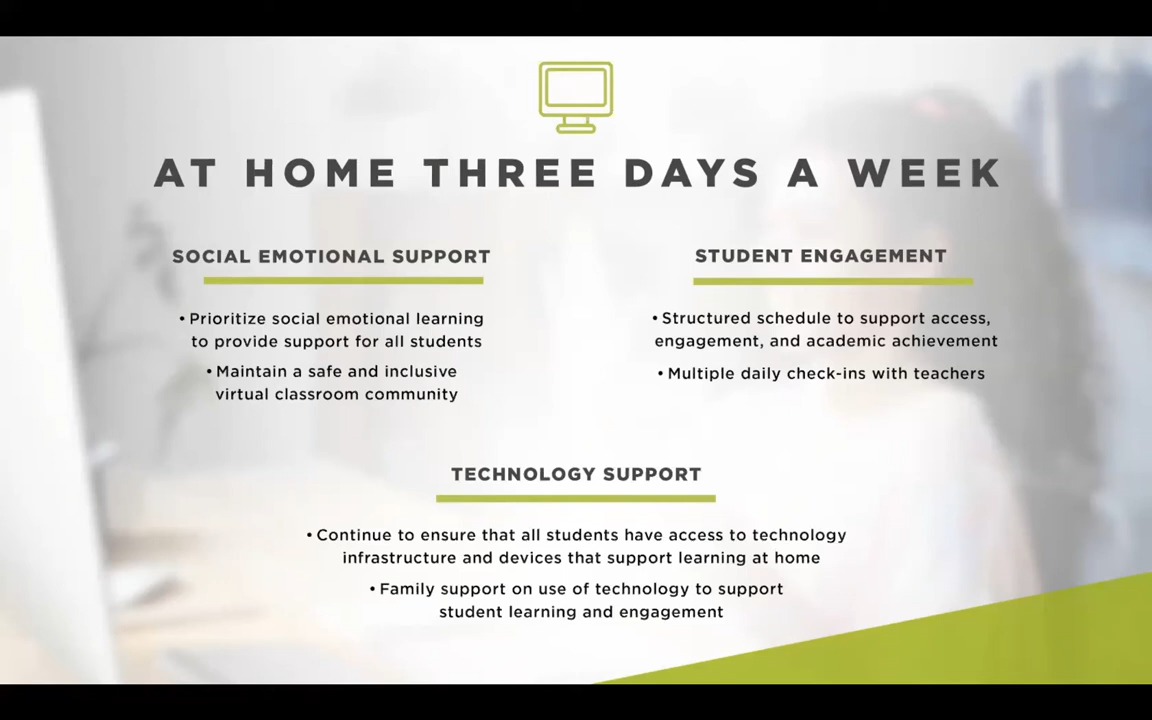 AT HOME THREE DAYS A WEEK
SOCIAL EMOTIONAL SUPPORT
• Prioritize social emotional learning
to provide support for all students
• Maintain a safe and inclusive
virtual classroom community
STUDENT ENGAGEMENT
• Structured schedule to support access,
engagement, and academic achievement
• Multiple daily check-ins with teachers
TECHNOLOGY SUPPORT
• Continue to ensure that all students have access to technology
infrastructure and devices that support learning at home
• Family support on use of technology to support
student learning and engagement